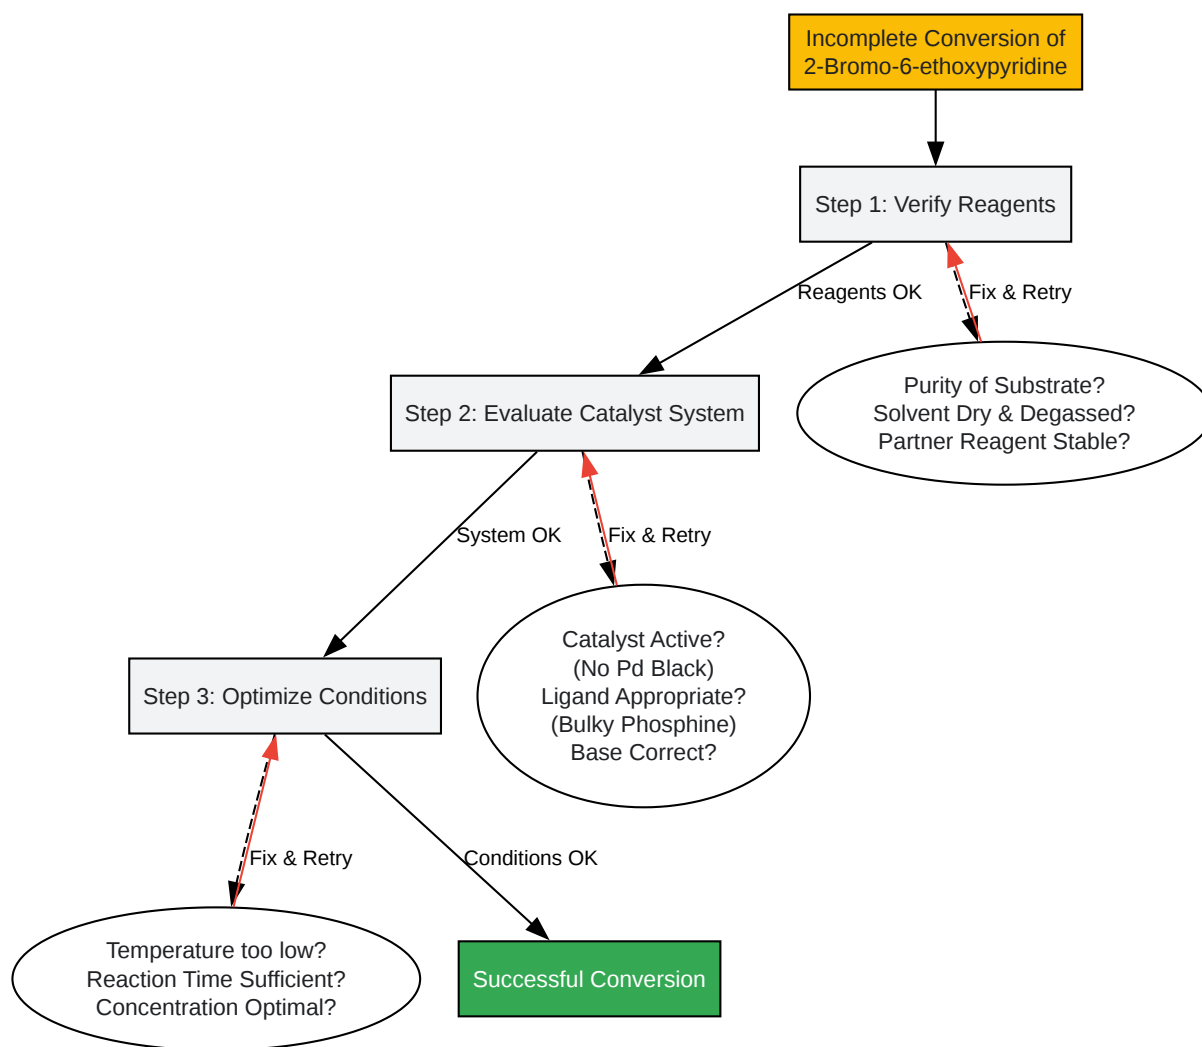 Incomplete Conversion of
2-Bromo-6-ethoxypyridine
Step 1: Verify Reagents
Reagents OK
Fix & Retry
Purity of Substrate?
Solvent Dry & Degassed?
Partner Reagent Stable?
Step 2: Evaluate Catalyst System
System OK
Fix & Retry
Catalyst Active?
(No Pd Black)
Ligand Appropriate?
(Bulky Phosphine)
Base Correct?
Step 3: Optimize Conditions
Fix & Retry
Conditions OK
Temperature too low?
Reaction Time Sufficient?
Concentration Optimal?
Successful Conversion